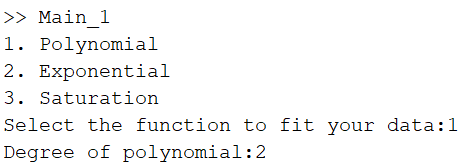 >> Main_1
1. Polynomial
2. Exponential
3. Saturation
Select the function to fit your data:1
Degree of polynomial:2